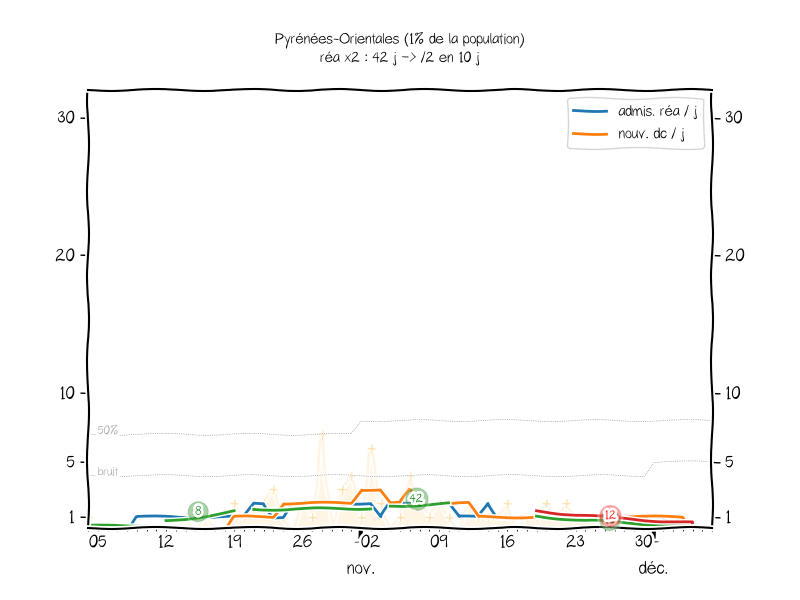 Pyrénées-Orientales (1% de la population)
réa x2 : 42 j -> /2 en 10 j
admis. réa / j
nouv. dc / j
30
30
20
20
10
10
50%
5
5
bruit
42
8
12
1
1
05 12 19 26 02 09 16 23 30
nov. déc.